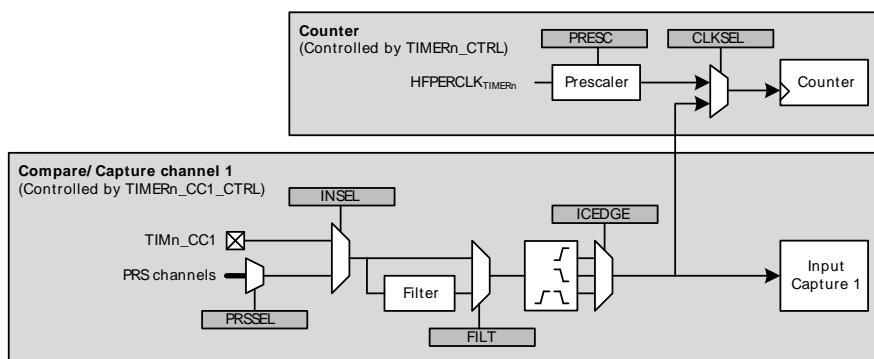 Counter
(Controlled by TIMERn_CTRL)
PRESC
CLKSEL
HFPERCLKTIMERn
Prescaler
Counter
Compare/ Capture channel 1
(Controlled by TIMERn_CC1_CTRL)
INSEL
ICEDGE
TIMn_CC1
PRS channels
Filter
Input
Capture 1
PRSSEL
FILT